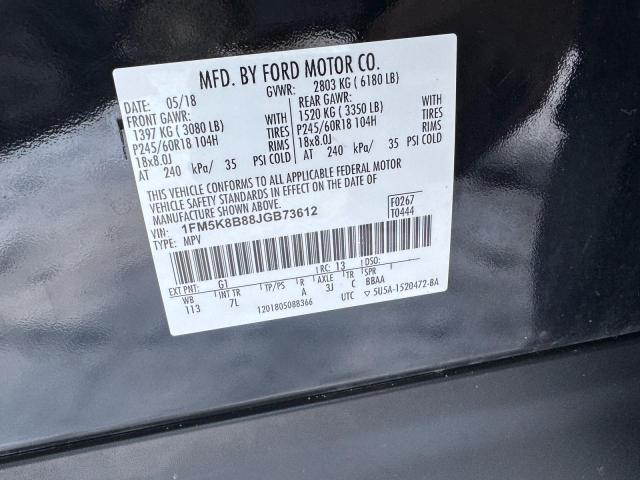 MFD. BY FORD MOTOR CO.
DATE: 05/18 GVWR: 2803 KG ( 6180 LB)
FRONT GAWR: REAR GAWR:
1397 KG ( 3080 LB) WITH 1520 KG ( 3350 LB) WITH
P245/60R18 104H TIRES P245/60R18 104H TIRES
18x8.0J RIMS 18x8.0J RIMS
AT 240 kPa/ 35 PSI COLD AT 240 kPa/ 35 PSI COLD
THIS VEHICLE CONFORMS TO ALL APPLICABLE FEDERAL MOTOR
VEHICLE SAFETY STANDARDS IN EFFECT ON THE DATE OF
MANUFACTURE SHOWN ABOVE.
VIN: 1FM5K8B88JGB73612 F0267
TYPE: MPV T0444
EXT PNT: G1 RC: 13 DSO:
WB INT TR TP/PS R AXLE TR SPR
113 7L A 3J C BBAA
1201805088366 UTC ▽ 5U5A-1520472-BA